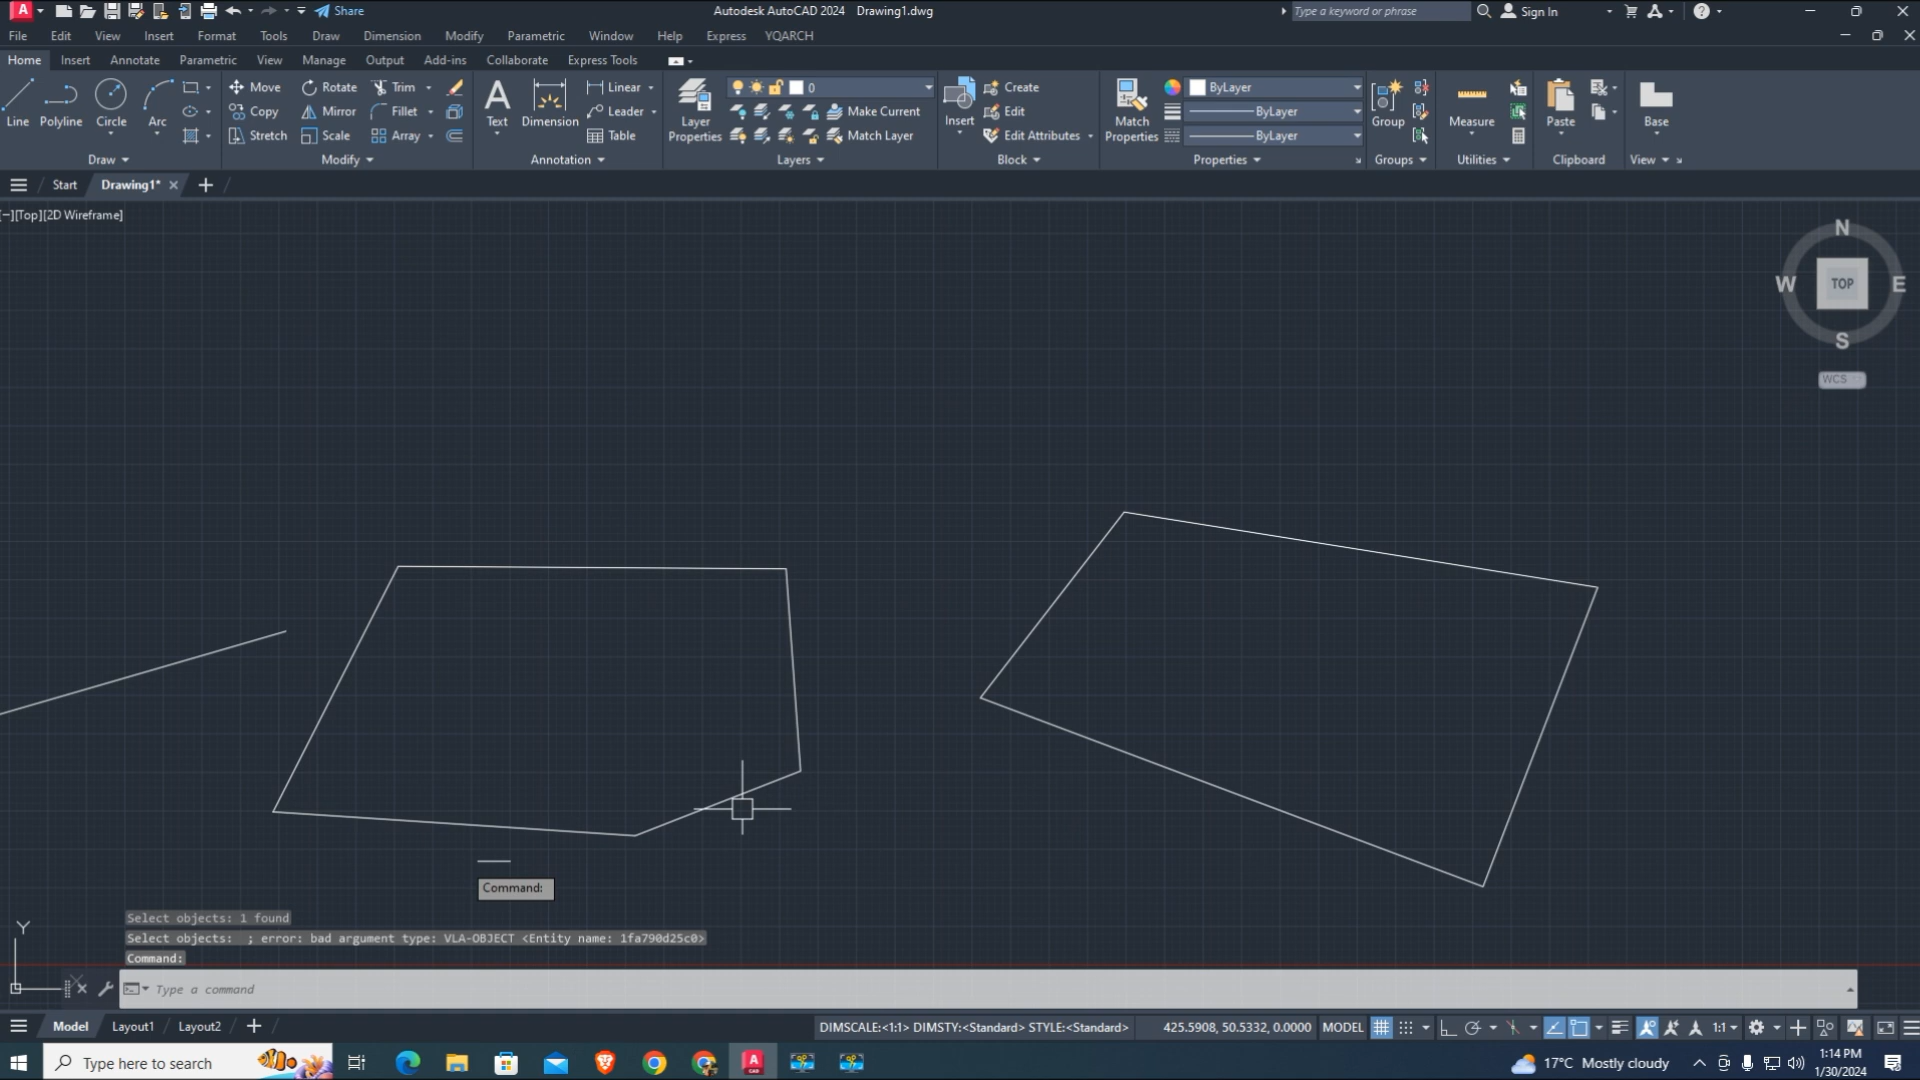 A Share Autodesk AutoCAD 2024 Drawing1.dwg Type a keyword or phrase Sign In
File Edit View Insert Format Tools Draw Dimension Modify Parametric Window Help Express YQARCH
Home Insert Annotate Parametric View Manage Output Add-ins Collaborate Express Tools
Line Polyline Circle Arc
Move Rotate Trim
Copy Mirror Fillet
Stretch Scale Array
A Text Dimension
Linear
Leader
Table
Layer Properties
0
Make Current
Match Layer
Insert
Create
Edit
Edit Attributes
Match Properties
ByLayer
ByLayer
ByLayer
Group Measure Paste Base
Draw Modify Annotation Layers Block Properties Groups Utilities Clipboard View
Start Drawing1* +
[−][Top][2D Wireframe]
N
W TOP E
S
WCS
Command:
Select objects: 1 found
Select objects:  ; error: bad argument type: VLA-OBJECT <Entity name: 1fa790d25c0>
Command:
Y
X
Type a command
Model Layout1 Layout2 + DIMSCALE:<1:1> DIMSTY:<Standard> STYLE:<Standard> 425.5908, 50.5332, 0.0000 MODEL 1:1
Type here to search 17°C Mostly cloudy 1:14 PM
1/30/2024